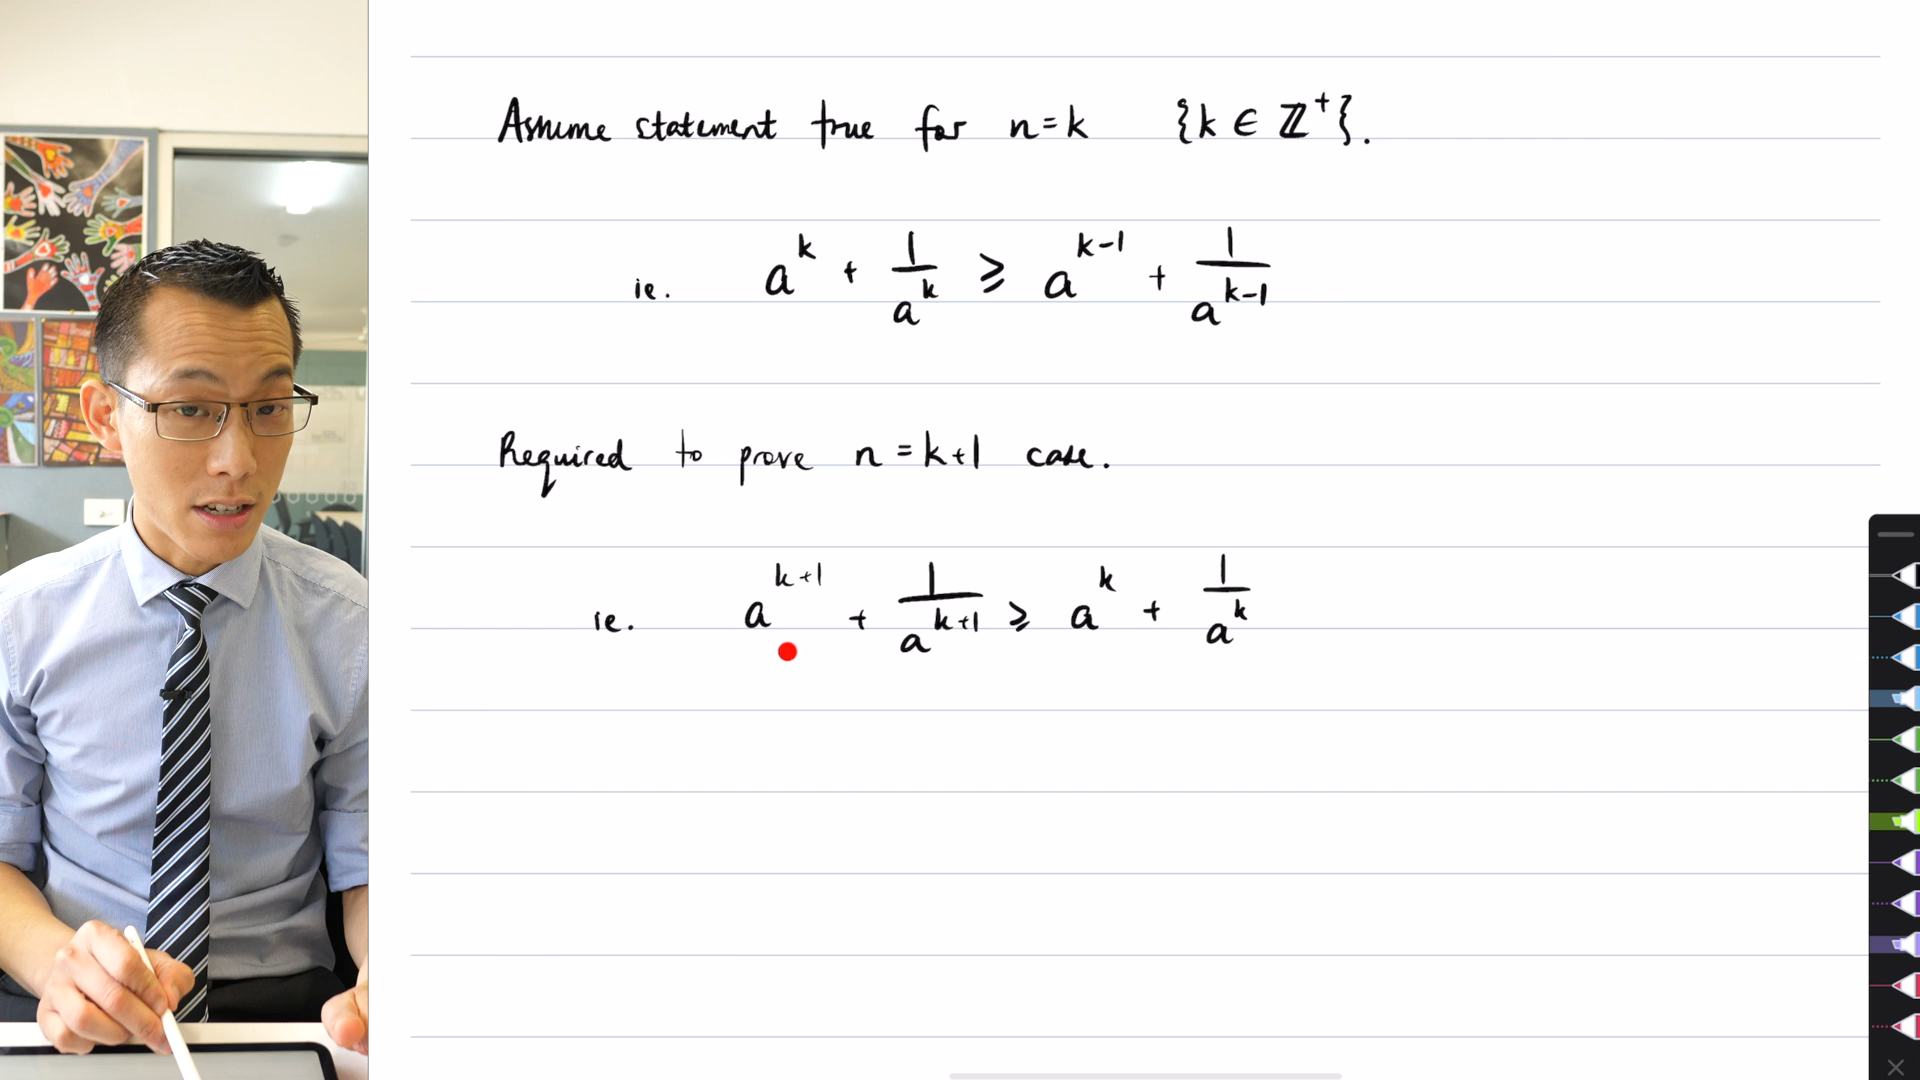 Assume statement true for n=k {k ∈ ℤ⁺}.
ie. a^k + 1/a^k ⩾ a^(k-1) + 1/a^(k-1)
Required to prove n=k+1 case.
ie. a^(k+1) + 1/a^(k+1) ⩾ a^k + 1/a^k